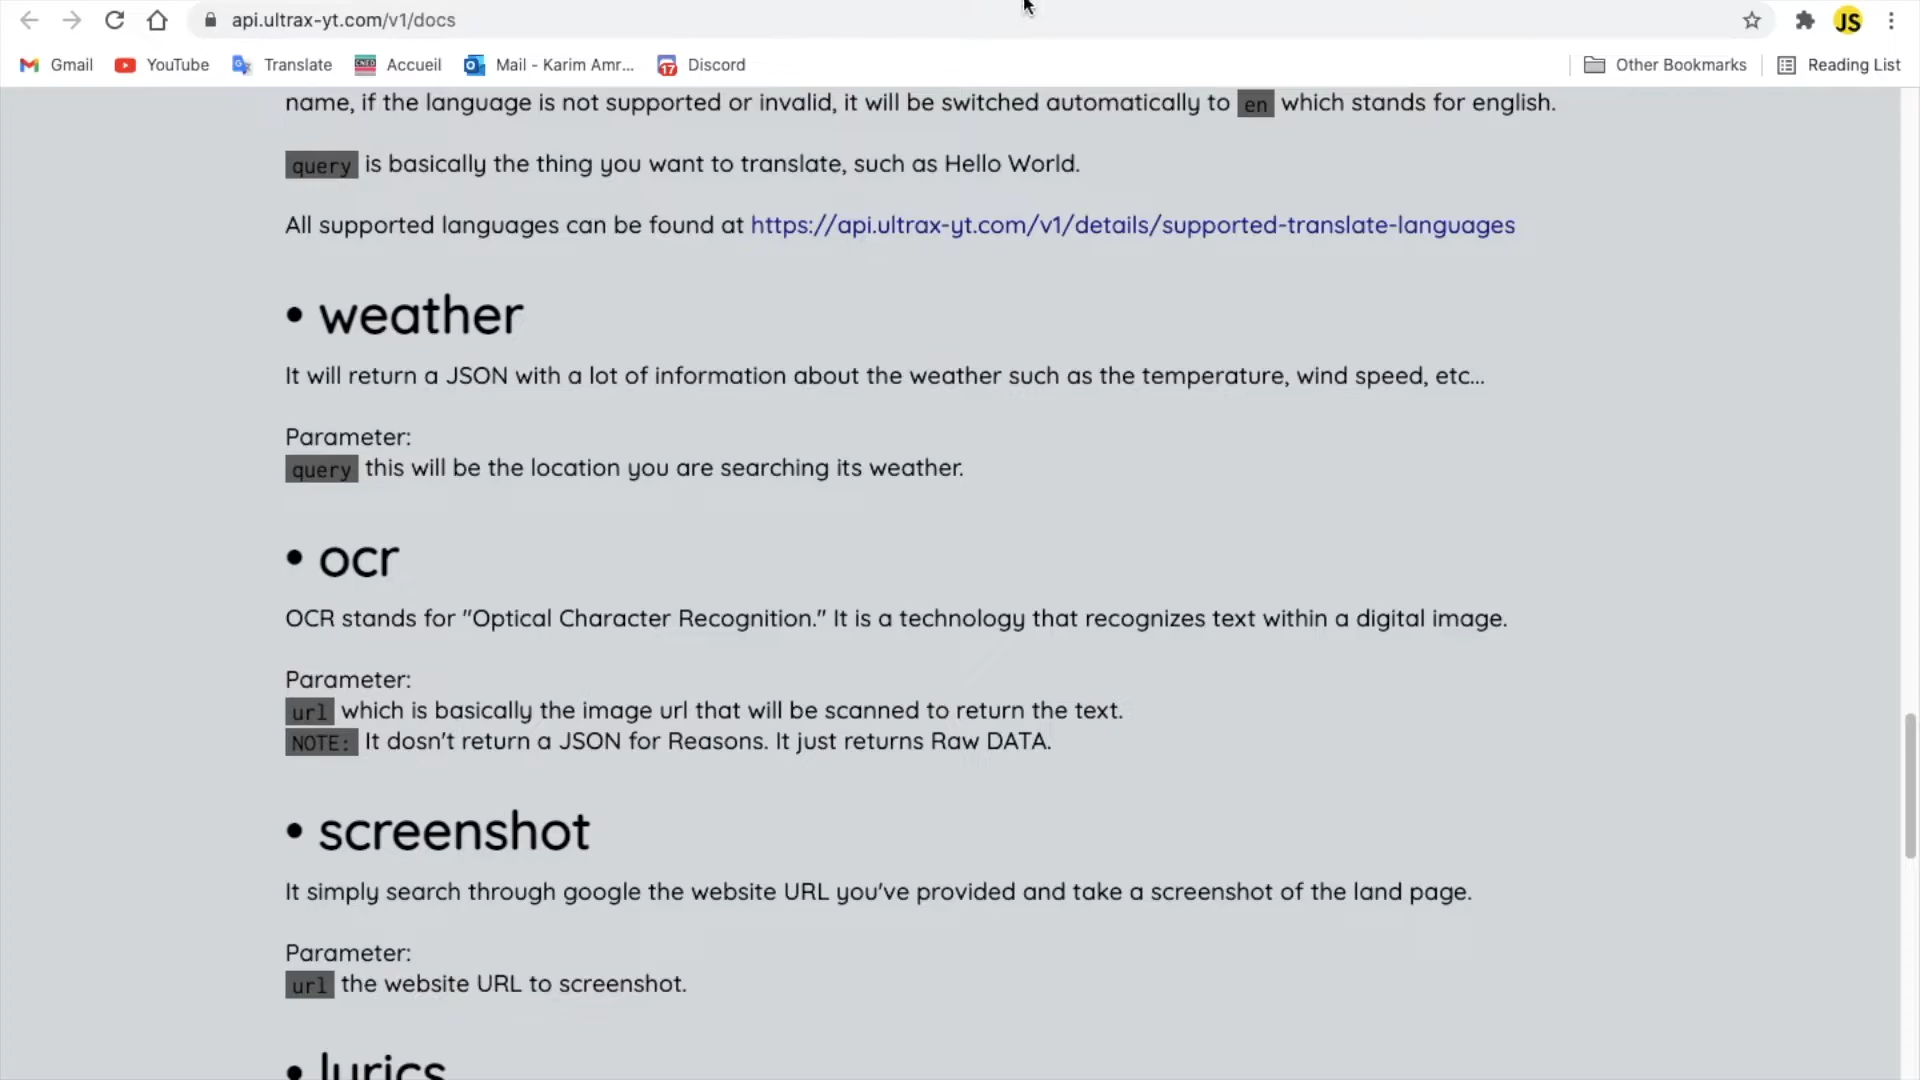 api.ultrax-yt.com/v1/docs
JS
Gmail YouTube Translate Accueil Mail - Karim Amr... Discord Other Bookmarks Reading List
name, if the language is not supported or invalid, it will be switched automatically to en which stands for english.
query is basically the thing you want to translate, such as Hello World.
All supported languages can be found at https://api.ultrax-yt.com/v1/details/supported-translate-languages
• weather
It will return a JSON with a lot of information about the weather such as the temperature, wind speed, etc...
Parameter:
query this will be the location you are searching its weather.
• ocr
OCR stands for "Optical Character Recognition." It is a technology that recognizes text within a digital image.
Parameter:
url which is basically the image url that will be scanned to return the text.
NOTE: It dosn't return a JSON for Reasons. It just returns Raw DATA.
• screenshot
It simply search through google the website URL you've provided and take a screenshot of the land page.
Parameter:
url the website URL to screenshot.
• lyrics